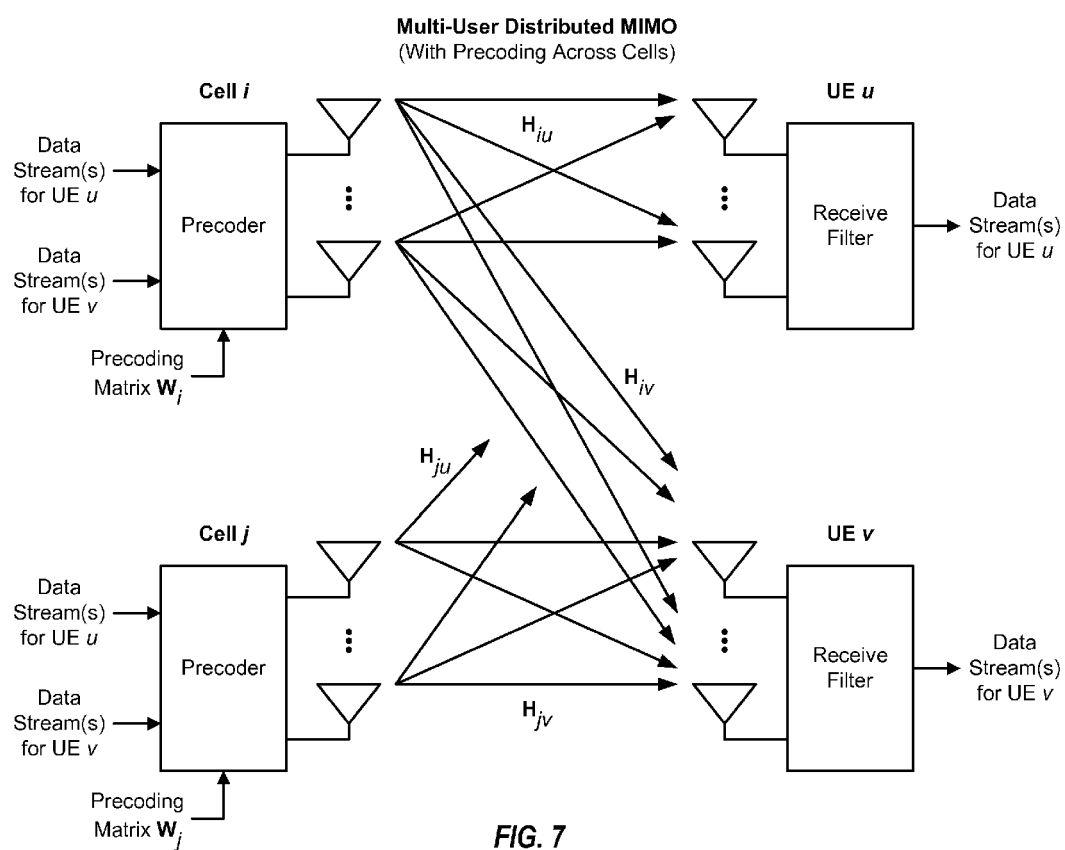 Multi-User Distributed MIMO
(With Precoding Across Cells)
Cell i
UE u
Data
Stream(s)
for UE u
Data
Stream(s)
for UE v
Precoder
Precoding
Matrix W_i
H_iu
Receive
Filter
Data
Stream(s)
for UE u
H_iv
H_ju
Cell j
UE v
Data
Stream(s)
for UE u
Data
Stream(s)
for UE v
Precoder
Precoding
Matrix W_j
H_jv
Receive
Filter
Data
Stream(s)
for UE v
FIG. 7